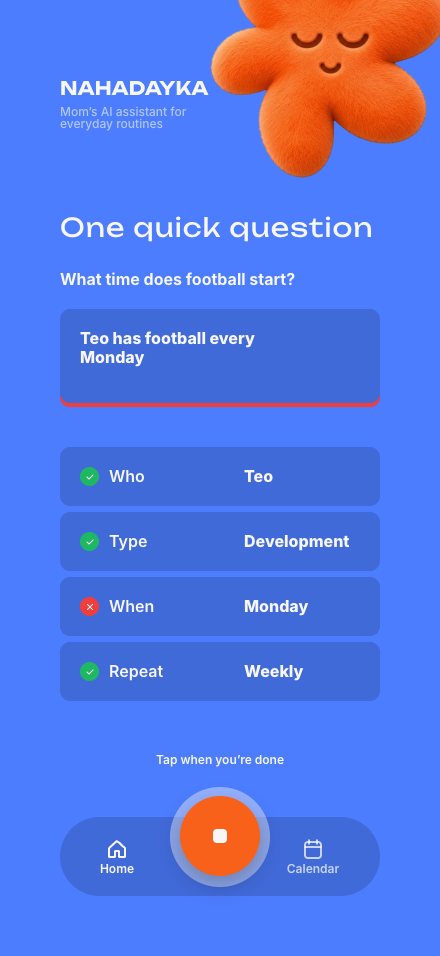 NAHADAYKA
Mom’s AI assistant for
everyday routines
One quick question
What time does football start?
Teo has football every
Monday
Who Teo
Type Development
When Monday
Repeat Weekly
Tap when you’re done
Home Calendar